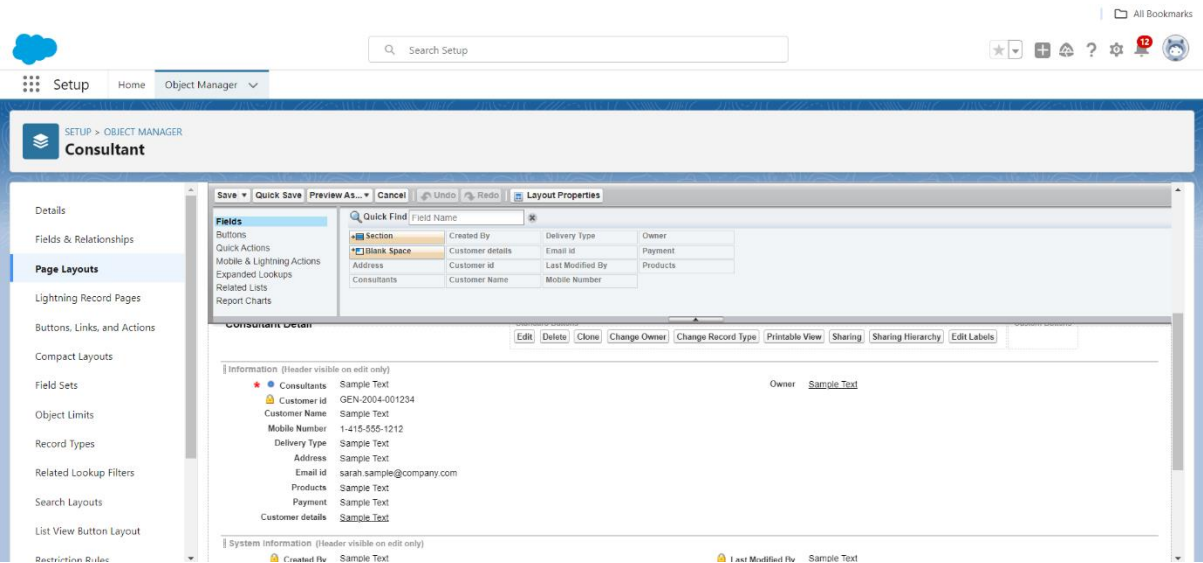 All Bookmarks
Search Setup
12
Setup Home Object Manager
SETUP > OBJECT MANAGER
Consultant
Details
Fields & Relationships
Page Layouts
Lightning Record Pages
Buttons, Links, and Actions
Compact Layouts
Field Sets
Object Limits
Record Types
Related Lookup Filters
Search Layouts
List View Button Layout
Restriction Rules
Save Quick Save Preview As... Cancel Undo Redo Layout Properties
Fields
Buttons
Quick Actions
Mobile & Lightning Actions
Expanded Lookups
Related Lists
Report Charts
Quick Find Field Name
Section Created By Delivery Type Owner
Blank Space Customer details Email id Payment
Address Customer id Last Modified By Products
Consultants Customer Name Mobile Number
Consultant Detail Standard Buttons Custom Buttons
Edit Delete Clone Change Owner Change Record Type Printable View Sharing Sharing Hierarchy Edit Labels
Information (Header visible on edit only)
* Consultants Sample Text Owner Sample Text
Customer id GEN-2004-001234
Customer Name Sample Text
Mobile Number 1-415-555-1212
Delivery Type Sample Text
Address Sample Text
Email id sarah.sample@company.com
Products Sample Text
Payment Sample Text
Customer details Sample Text
System Information (Header visible on edit only)
Created By Sample Text Last Modified By Sample Text